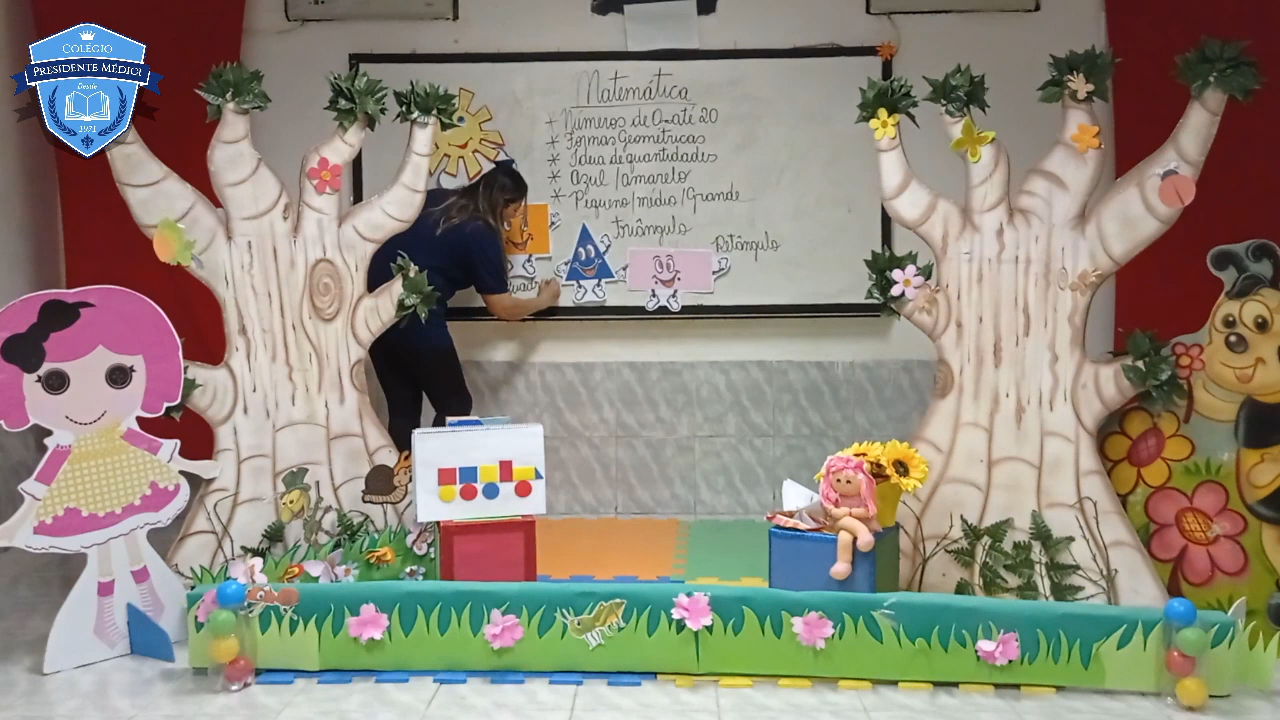 COLÉGIO
PRESIDENTE MÉDICI
Desde
1971
Matemática
+ Números de 0 até 20
* Formas Geométricas
* Ideia de quantidades
* Azul / amarelo
* Pequeno/médio/Grande
triângulo
Retângulo